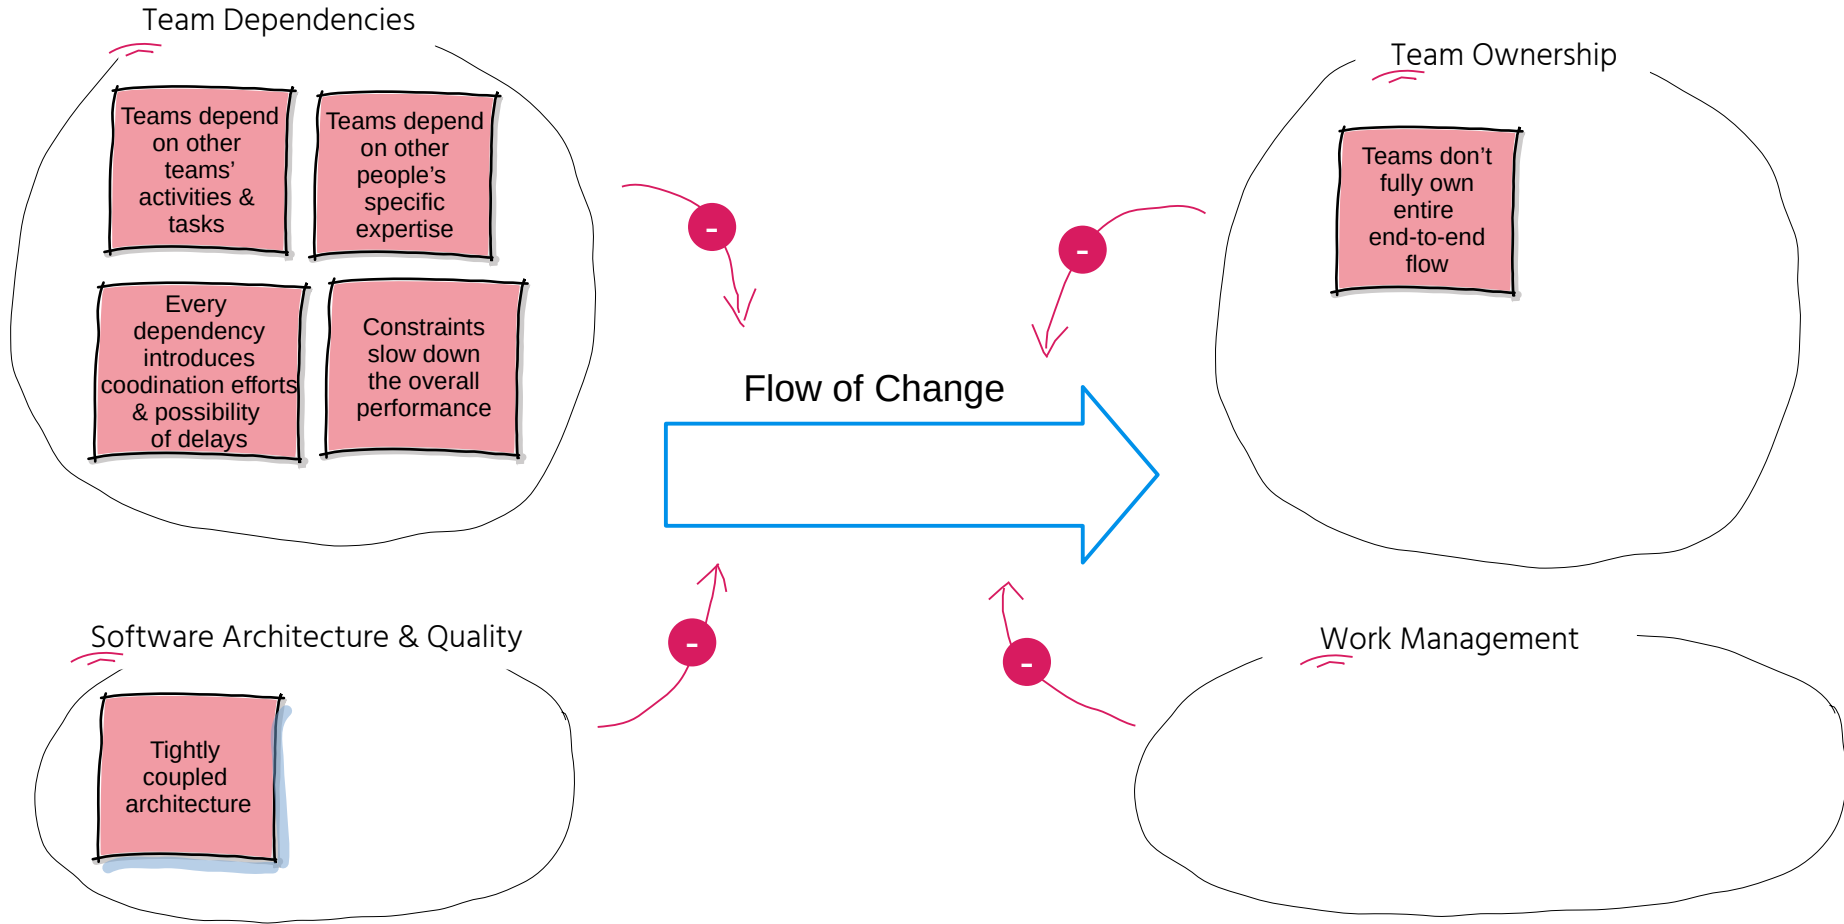 Team Dependencies
Teams depend
on other
teams’
activities &
tasks
Teams depend
on other
people’s
specific
expertise
Every
dependency
introduces
coodination efforts
& possibility
of delays
Constraints
slow down
the overall
performance
-
-
Team Ownership
Teams don’t
fully own
entire
end-to-end
flow
Flow of Change
Software Architecture & Quality
Tightly
coupled
architecture
-
-
Work Management